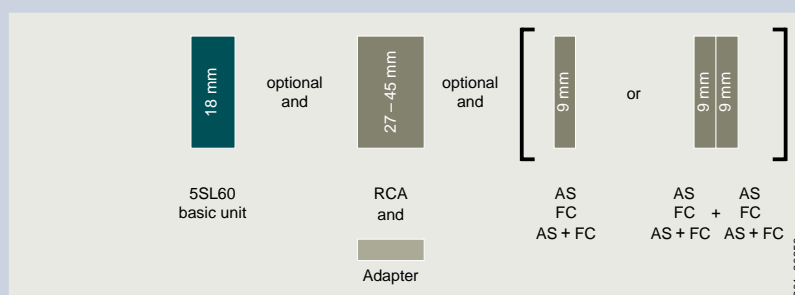 18 mm
optional
and
27 – 45 mm
optional
and
9 mm
or
9 mm
9 mm
5SL60
basic unit
RCA
and
Adapter
AS
FC
AS + FC
AS AS
FC + FC
AS + FC AS + FC